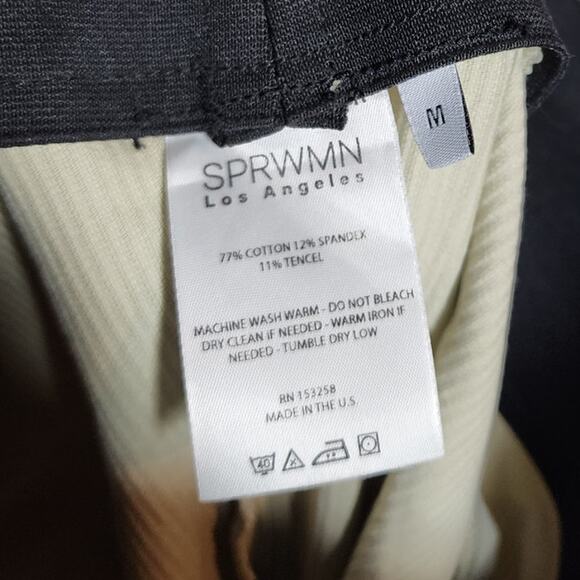 M
SPRWMN
Los Angeles
77% COTTON 12% SPANDEX
11% TENCEL
MACHINE WASH WARM - DO NOT BLEACH
DRY CLEAN IF NEEDED - WARM IRON IF
NEEDED - TUMBLE DRY LOW
RN 153258
MADE IN THE U.S.
40